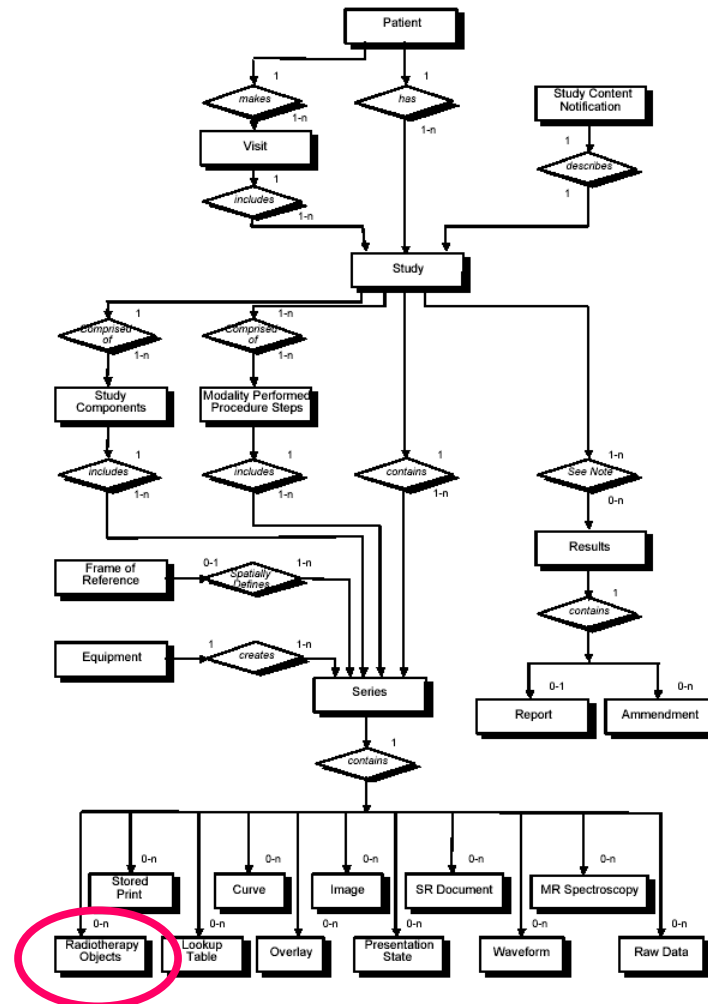 Patient
1
1
makes
has
Study Content
Notification
1-n
1-n
Visit
1
describes
1
1
includes
1-n
Study
1
1-n
Comprised
of
Comprised
of
1-n
1-n
Study
Components
Modality Performed
Procedure Steps
1
1
1
1-n
includes
includes
contains
See Note
1-n
1-n
1-n
0-n
Results
Frame of
Reference
0-1
Spatially
Defines
1-n
1
contains
Equipment
1
creates
1-n
Series
0-1
0-n
Report
Ammendment
1
contains
0-n
0-n
0-n
0-n
0-n
Stored
Print
Curve
Image
SR Document
MR Spectroscopy
0-n
0-n
0-n
0-n
0-n
0-n
Radiotherapy
Objects
Lookup
Table
Overlay
Presentation
State
Waveform
Raw Data